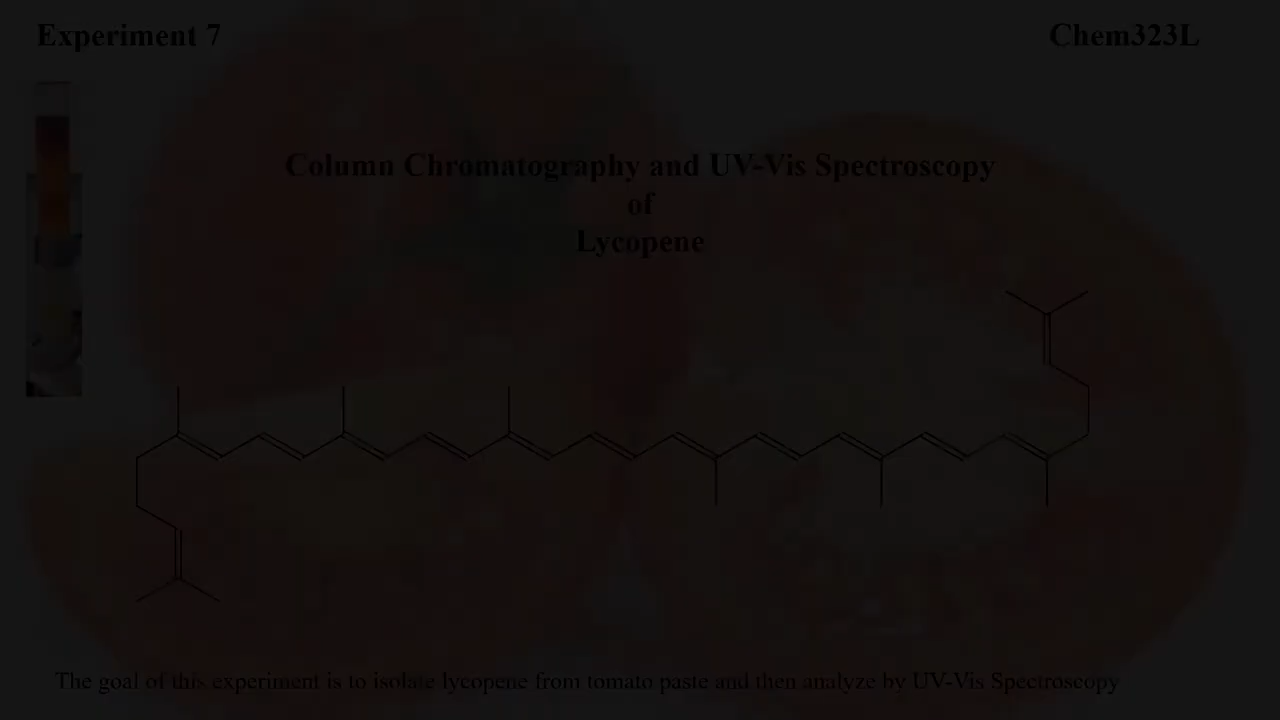 Experiment 7
Chem323L
Column Chromatography and UV-Vis Spectroscopy
of
Lycopene
The goal of this experiment is to isolate lycopene from tomato paste and then analyze by UV-Vis Spectroscopy